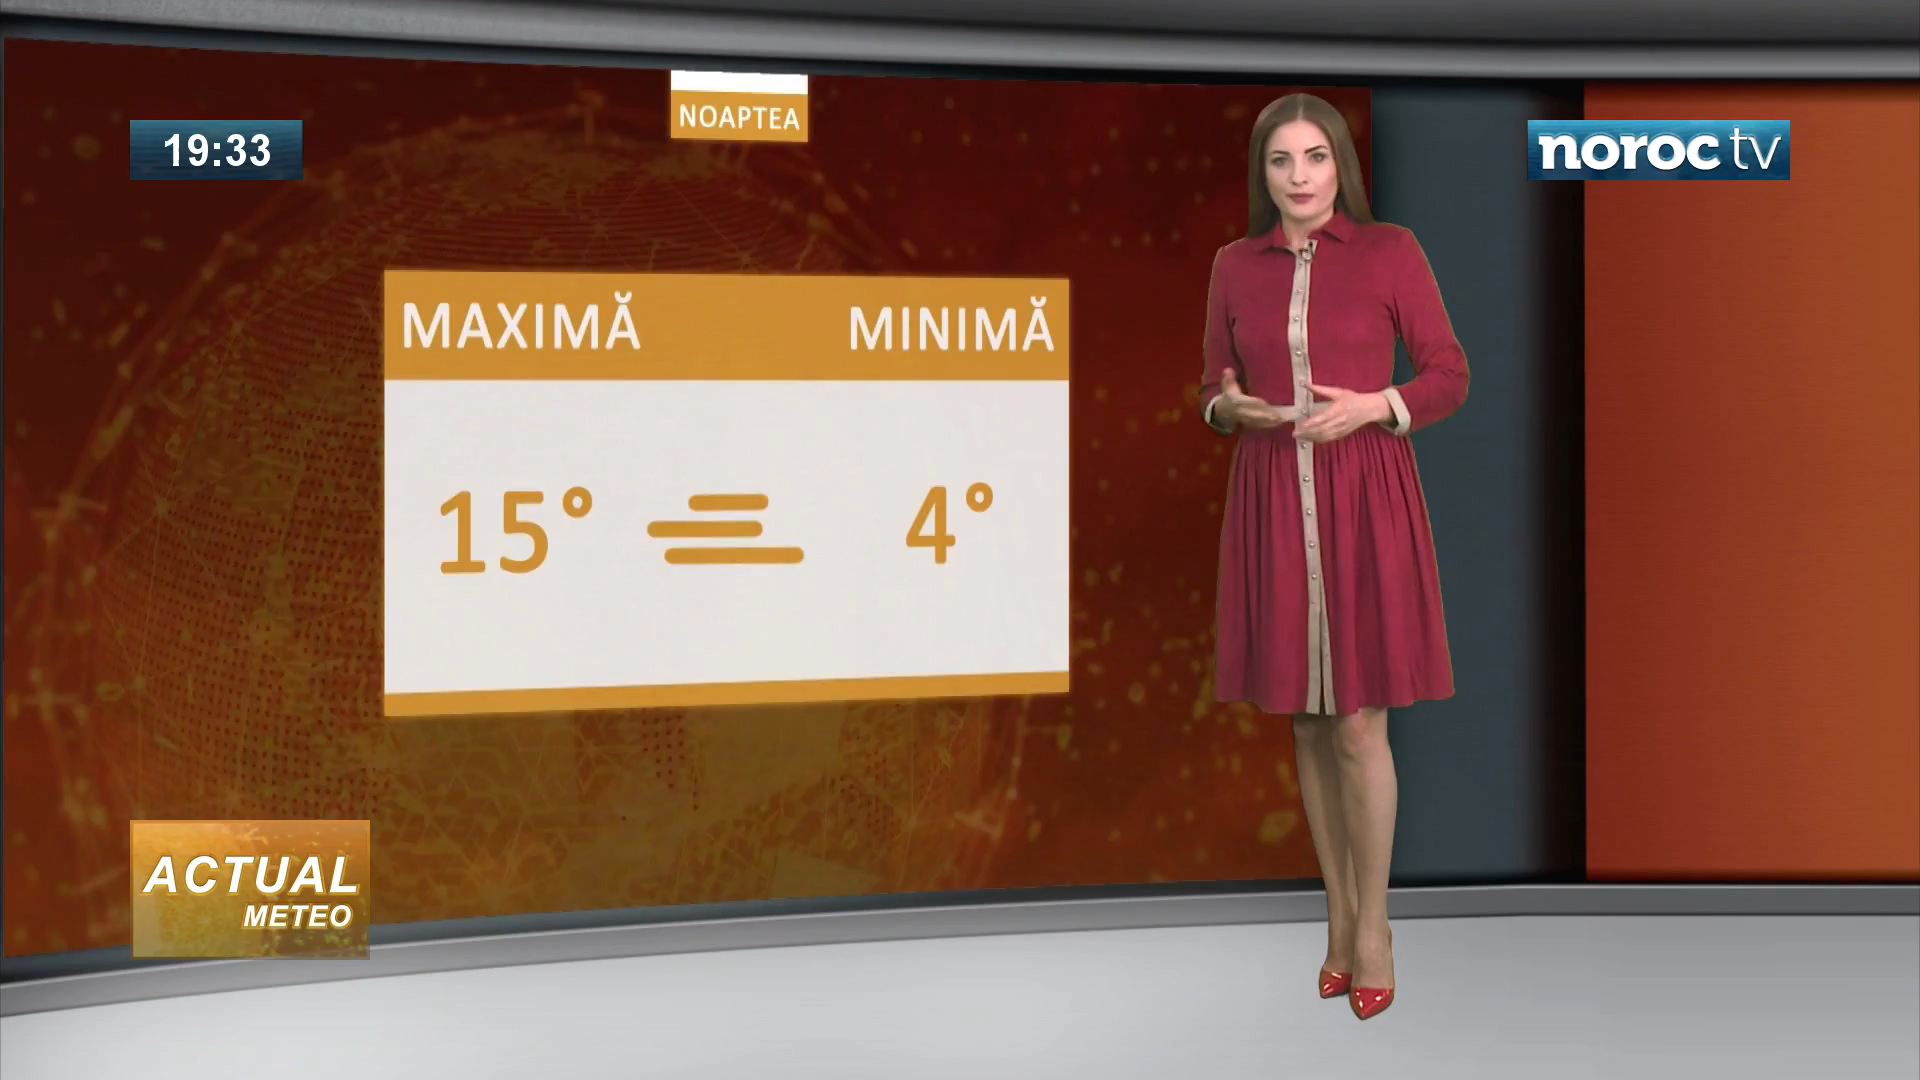 NOAPTEA
19:33
noroc tv
MAXIMĂ MINIMĂ
15° 4°
ACTUAL
METEO